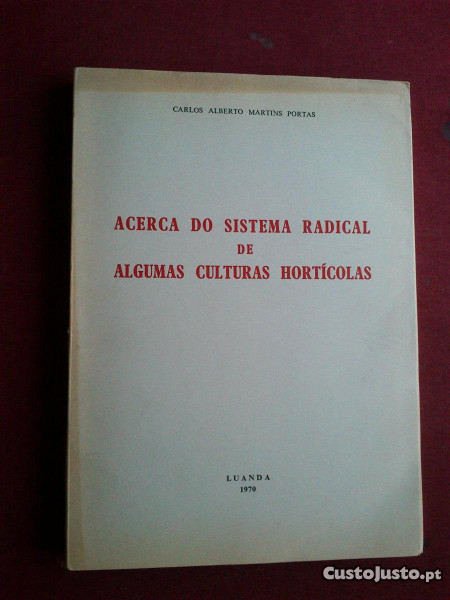 CARLOS ALBERTO MARTINS PORTAS
ACERCA DO SISTEMA RADICAL
DE
ALGUMAS CULTURAS HORTÍCOLAS
LUANDA
1970
CustoJusto.pt